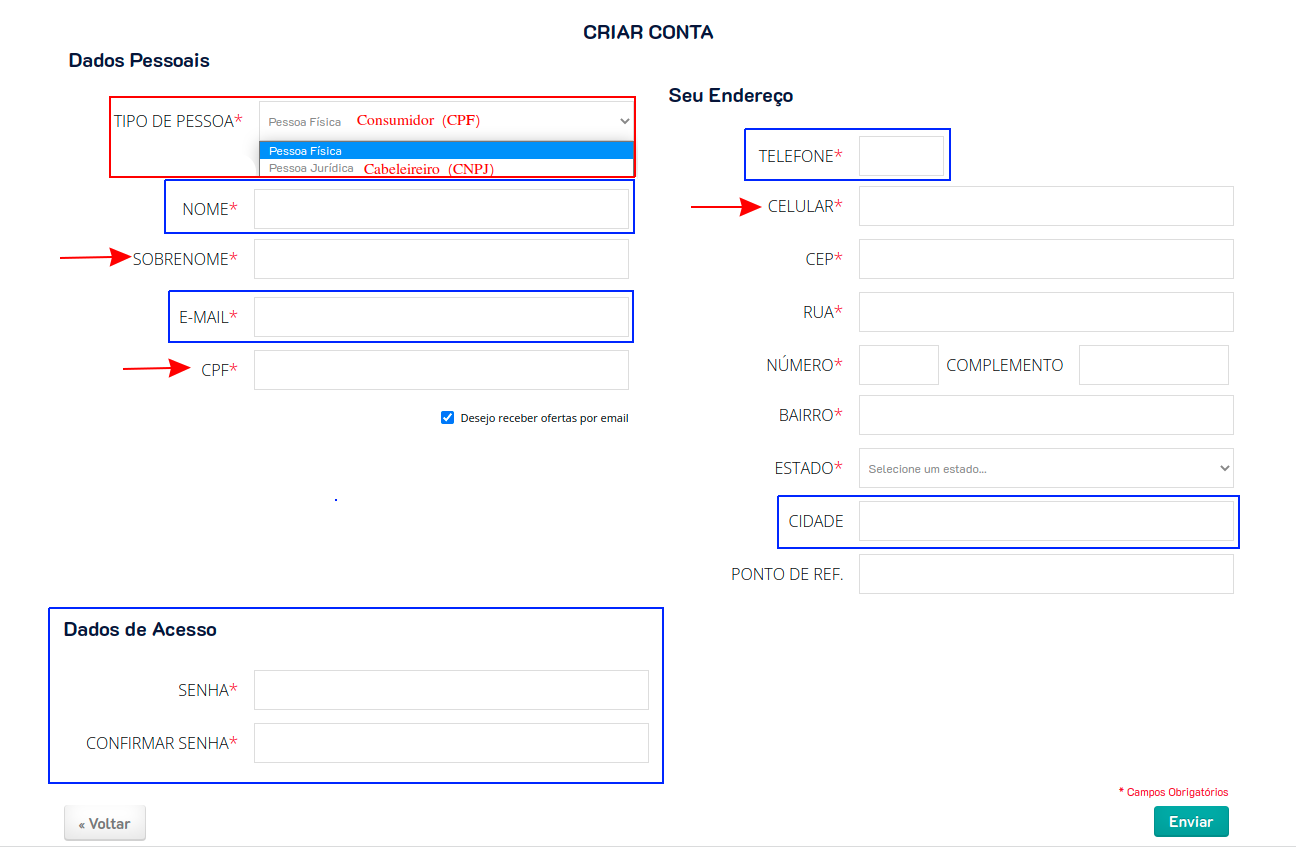 CRIAR CONTA
Dados Pessoais
TIPO DE PESSOA*
Pessoa Física Consumidor (CPF)
Pessoa Física
Pessoa Jurídica Cabeleireiro (CNPJ)
NOME*
SOBRENOME*
E-MAIL*
CPF*
Desejo receber ofertas por email
Seu Endereço
TELEFONE*
CELULAR*
CEP*
RUA*
NÚMERO* COMPLEMENTO
BAIRRO*
ESTADO* Selecione um estado...
CIDADE
PONTO DE REF.
Dados de Acesso
SENHA*
CONFIRMAR SENHA*
* Campos Obrigatórios
« Voltar
Enviar